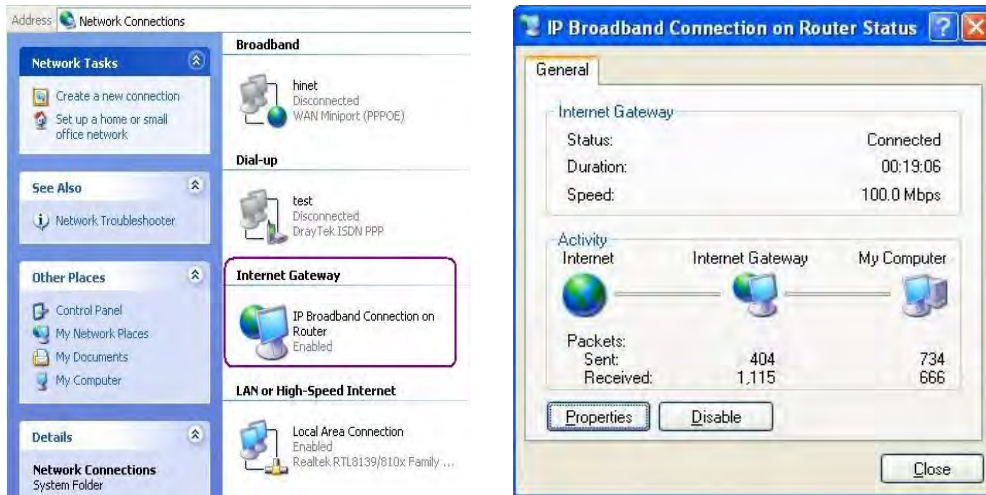 Address Network Connections
Network Tasks
Create a new connection
Set up a home or small
office network
See Also
Network Troubleshooter
Other Places
Control Panel
My Network Places
My Documents
My Computer
Details
Network Connections
System Folder
Broadband
hinet
Disconnected
WAN Miniport (PPPOE)
Dial-up
test
Disconnected
DrayTek ISDN PPP
Internet Gateway
IP Broadband Connection on
Router
Enabled
LAN or High-Speed Internet
Local Area Connection
Enabled
Realtek RTL8139/810x Family ...
IP Broadband Connection on Router Status
General
Internet Gateway
Status: Connected
Duration: 00:19:06
Speed: 100.0 Mbps
Activity
Internet Internet Gateway My Computer
Packets:
Sent: 404 734
Received: 1,115 666
Properties Disable
Close